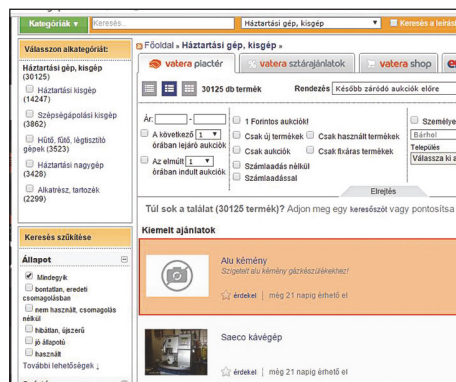 Kategóriák ▼ Keresés... Háztartási gép, kisgép ▼ Keresés a leírásb
Válasszon alkategóriát:
Háztartási gép, kisgép
(30125)
Háztartási kisgép
(14247)
Szépségápolási kisgép
(3862)
Hűtő, fűtő, légtisztító
gépek (3523)
Háztartási nagygép
(3428)
Alkatrész, tartozék
(2299)
Keresés szűkítése
Állapot
Mindegyik
bontatlan, eredeti
csomagolásban
nem használt, csomagolás
nélkül
hibátlan, újszerű
jó állapotú
használt
További lehetőségek ↓
Főoldal » Háztartási gép, kisgép »
vatera piactér vatera sztárajánlatok vatera shop
30125 db termék Rendezés Később záródó aukciók előre
Ár: -
A következő 1 ▼
órában lejáró aukciók
Az elmúlt 1 ▼
órában indult aukciók
1 Forintos aukciók!
Csak új termékek Csak használt termékek
Csak aukciók Csak fixáras termékek
Számlaadás nélkül
Számlaadással
Személye
Bárhol
Település
Válassza ki a
Elrejtés
Túl sok a találat (30125 termék)? Adjon meg egy keresőszót vagy pontosítsa
Kiemelt ajánlatok
Alu kémény
Szigetelt alu kémény gázkészülékekhez!
érdekel | még 21 napig érhető el
Saeco kávégép
érdekel | még 21 napig érhető el